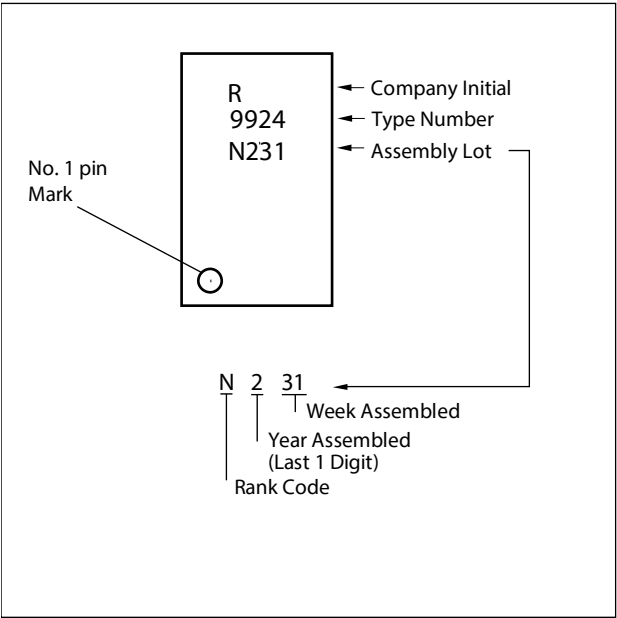 R
9924
N231
Company Initial
Type Number
Assembly Lot
No. 1 pin
Mark
N 2 31
Week Assembled
Year Assembled
(Last 1 Digit)
Rank Code